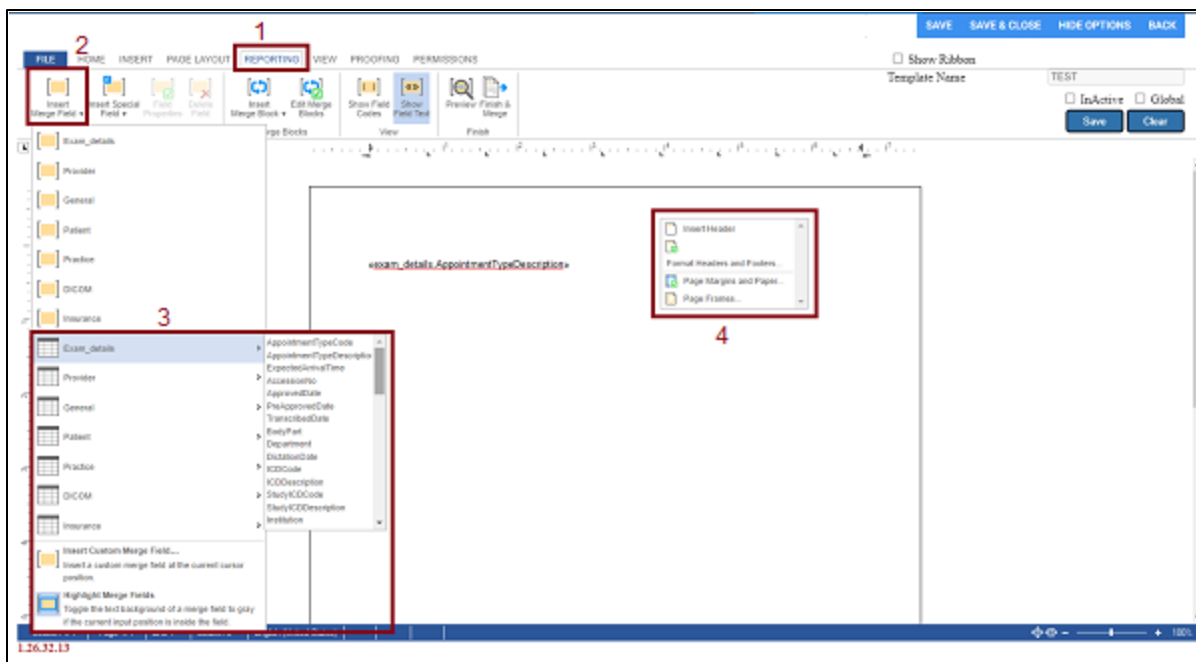 SAVE SAVE & CLOSE HIDE OPTIONS BACK
1
2
FILE HOME INSERT PAGE LAYOUT REPORTING VIEW PROOFING PERMISSIONS
Show Ribbon
Template Name TEST
InActive Global
Save Clear
Insert Merge Field
Insert Special Field
Field Properties
Delete Field
Insert Merge Block
Edit Merge Blocks
Show Field Codes
Show Field Text
Preview
Finish & Merge
rge Blocks View Finish
Exam_details
Provider
General
Patient
Practice
DICOM
Insurance
3
Exam_details
Provider
General
Patient
Practice
DICOM
Insurance
AppointmentTypeCode
AppointmentTypeDescriptio
ExpectedArrivalTime
AccessionNo
ApprovedDate
PreApprovedDate
TranscribedDate
BodyPart
Department
DictationDate
ICDCode
ICDDescription
StudyICDCode
StudyICDDescription
Institution
Insert Custom Merge Field...
Insert a custom merge field at the current cursor
position.
Highlight Merge Fields
Toggle the text background of a merge field to gray
if the current input position is inside the field.
«exam_details.AppointmentTypeDescription»
Insert Header
Format Headers and Footers...
Page Margins and Paper...
Page Frames...
4
100%
1.26.32.13